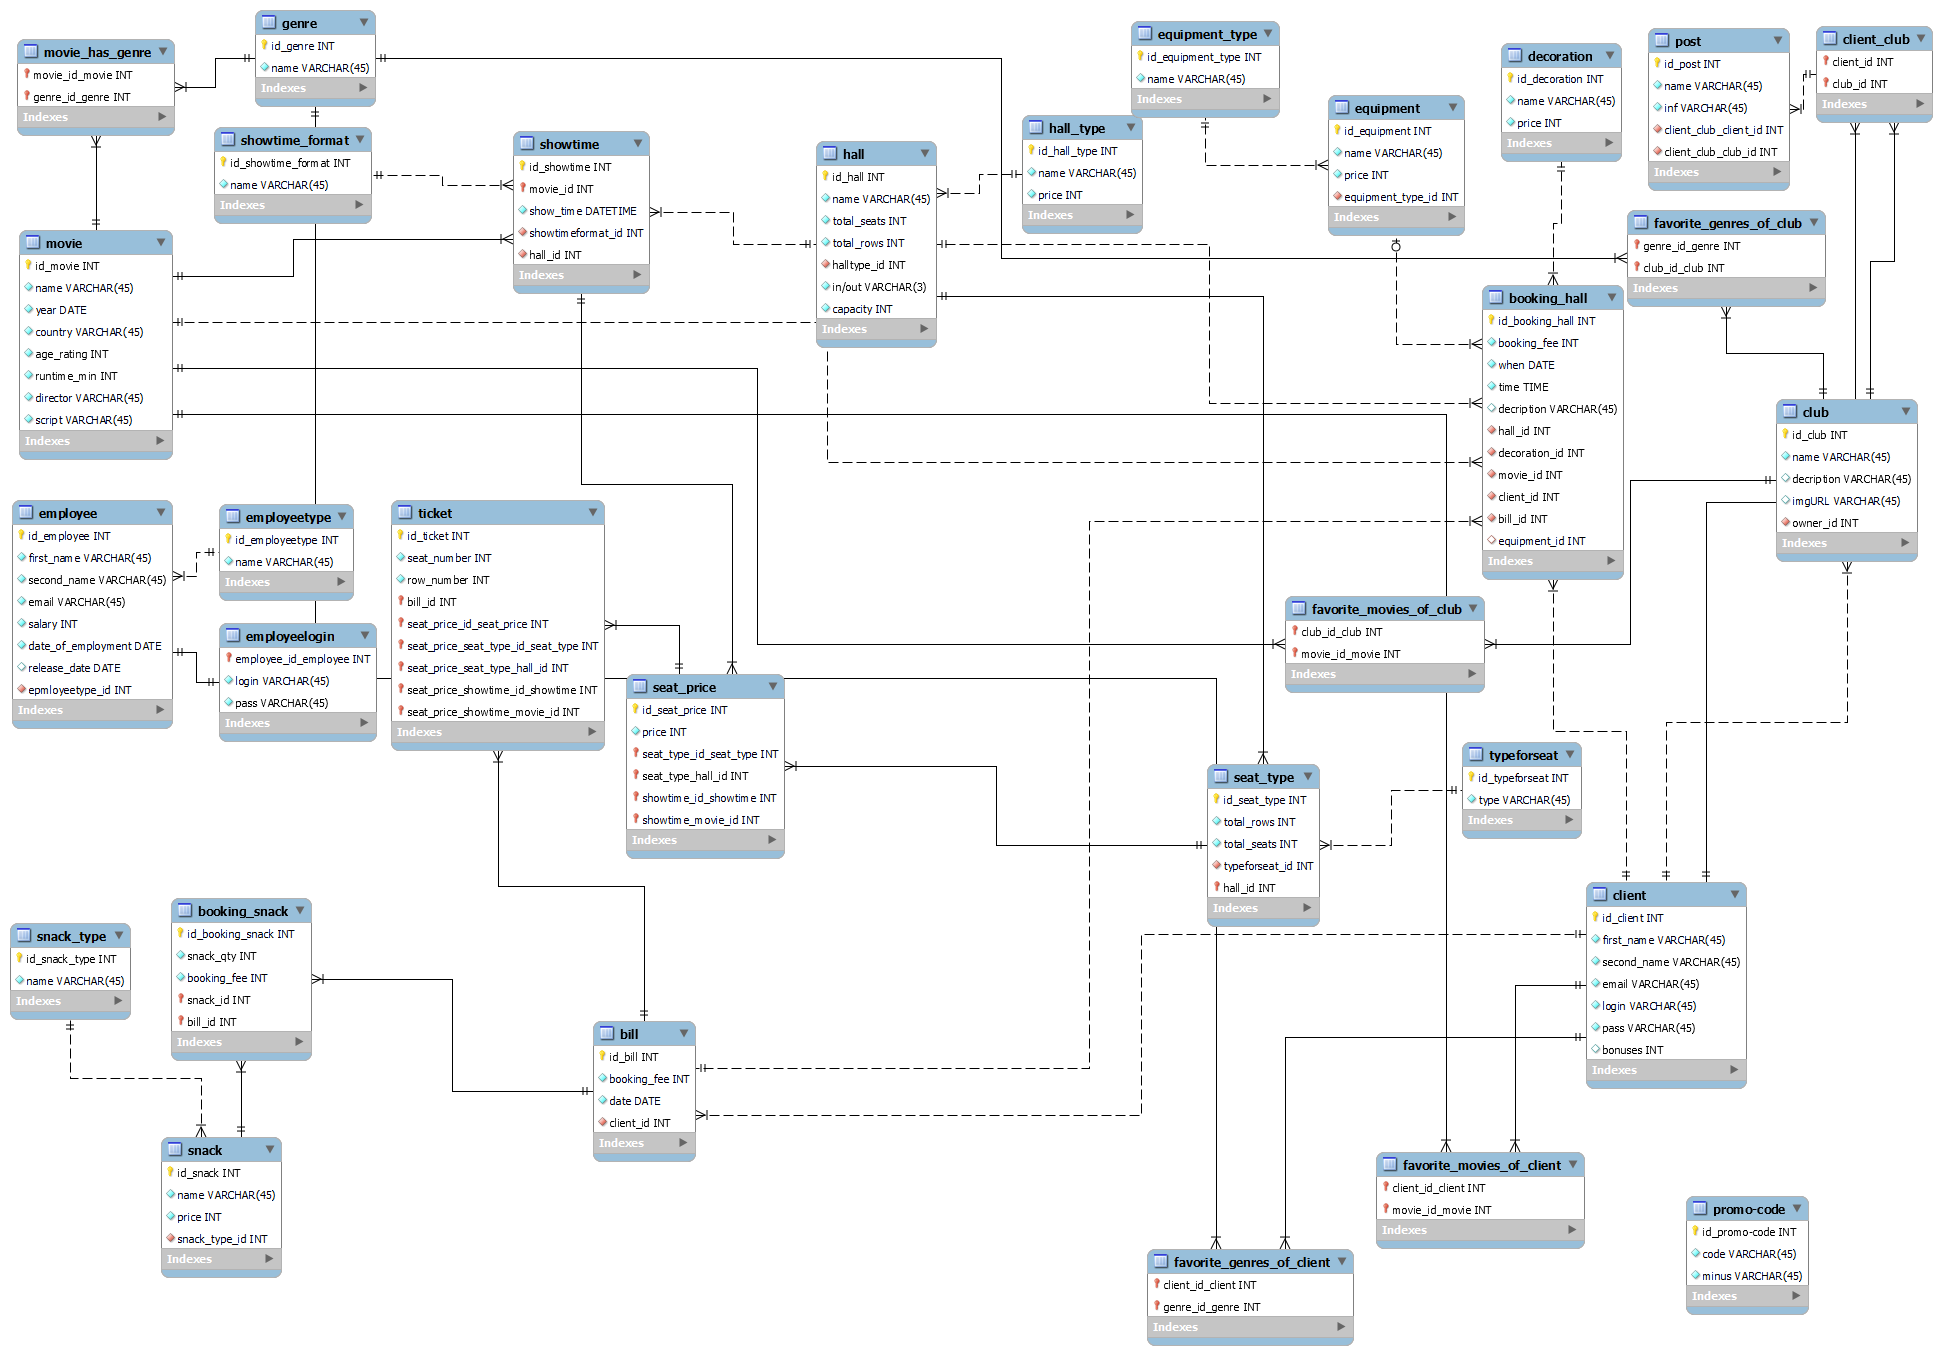 movie_has_genre
movie_id_movie INT
genre_id_genre INT
Indexes
genre
id_genre INT
name VARCHAR(45)
Indexes
showtime_format
id_showtime_format INT
name VARCHAR(45)
Indexes
showtime
id_showtime INT
movie_id INT
show_time DATETIME
showtimeformat_id INT
hall_id INT
Indexes
hall
id_hall INT
name VARCHAR(45)
total_seats INT
total_rows INT
halltype_id INT
in/out VARCHAR(3)
capacity INT
Indexes
hall_type
id_hall_type INT
name VARCHAR(45)
price INT
Indexes
equipment_type
id_equipment_type INT
name VARCHAR(45)
Indexes
equipment
id_equipment INT
name VARCHAR(45)
price INT
equipment_type_id INT
Indexes
decoration
id_decoration INT
name VARCHAR(45)
price INT
Indexes
post
id_post INT
name VARCHAR(45)
inf VARCHAR(45)
client_club_client_id INT
client_club_club_id INT
Indexes
client_club
client_id INT
club_id INT
Indexes
favorite_genres_of_club
genre_id_genre INT
club_id_club INT
Indexes
movie
id_movie INT
name VARCHAR(45)
year DATE
country VARCHAR(45)
age_rating INT
runtime_min INT
director VARCHAR(45)
script VARCHAR(45)
Indexes
booking_hall
id_booking_hall INT
booking_fee INT
when DATE
time TIME
decription VARCHAR(45)
hall_id INT
decoration_id INT
movie_id INT
client_id INT
bill_id INT
equipment_id INT
Indexes
club
id_club INT
name VARCHAR(45)
decription VARCHAR(45)
imgURL VARCHAR(45)
owner_id INT
Indexes
employee
id_employee INT
first_name VARCHAR(45)
second_name VARCHAR(45)
email VARCHAR(45)
salary INT
date_of_employment DATE
release_date DATE
epmloyeetype_id INT
Indexes
employeetype
id_employeetype INT
name VARCHAR(45)
Indexes
employeelogin
employee_id_employee INT
login VARCHAR(45)
pass VARCHAR(45)
Indexes
ticket
id_ticket INT
seat_number INT
row_number INT
bill_id INT
seat_price_id_seat_price INT
seat_price_seat_type_id_seat_type INT
seat_price_seat_type_hall_id INT
seat_price_showtime_id_showtime INT
seat_price_showtime_movie_id INT
Indexes
seat_price
id_seat_price INT
price INT
seat_type_id_seat_type INT
seat_type_hall_id INT
showtime_id_showtime INT
showtime_movie_id INT
Indexes
favorite_movies_of_club
club_id_club INT
movie_id_movie INT
Indexes
seat_type
id_seat_type INT
total_rows INT
total_seats INT
typeforseat_id INT
hall_id INT
Indexes
typeforseat
id_typeforseat INT
type VARCHAR(45)
Indexes
client
id_client INT
first_name VARCHAR(45)
second_name VARCHAR(45)
email VARCHAR(45)
login VARCHAR(45)
pass VARCHAR(45)
bonuses INT
Indexes
snack_type
id_snack_type INT
name VARCHAR(45)
Indexes
booking_snack
id_booking_snack INT
snack_qty INT
booking_fee INT
snack_id INT
bill_id INT
Indexes
bill
id_bill INT
booking_fee INT
date DATE
client_id INT
Indexes
snack
id_snack INT
name VARCHAR(45)
price INT
snack_type_id INT
Indexes
favorite_movies_of_client
client_id_client INT
movie_id_movie INT
Indexes
favorite_genres_of_client
client_id_client INT
genre_id_genre INT
Indexes
promo-code
id_promo-code INT
code VARCHAR(45)
minus VARCHAR(45)
Indexes